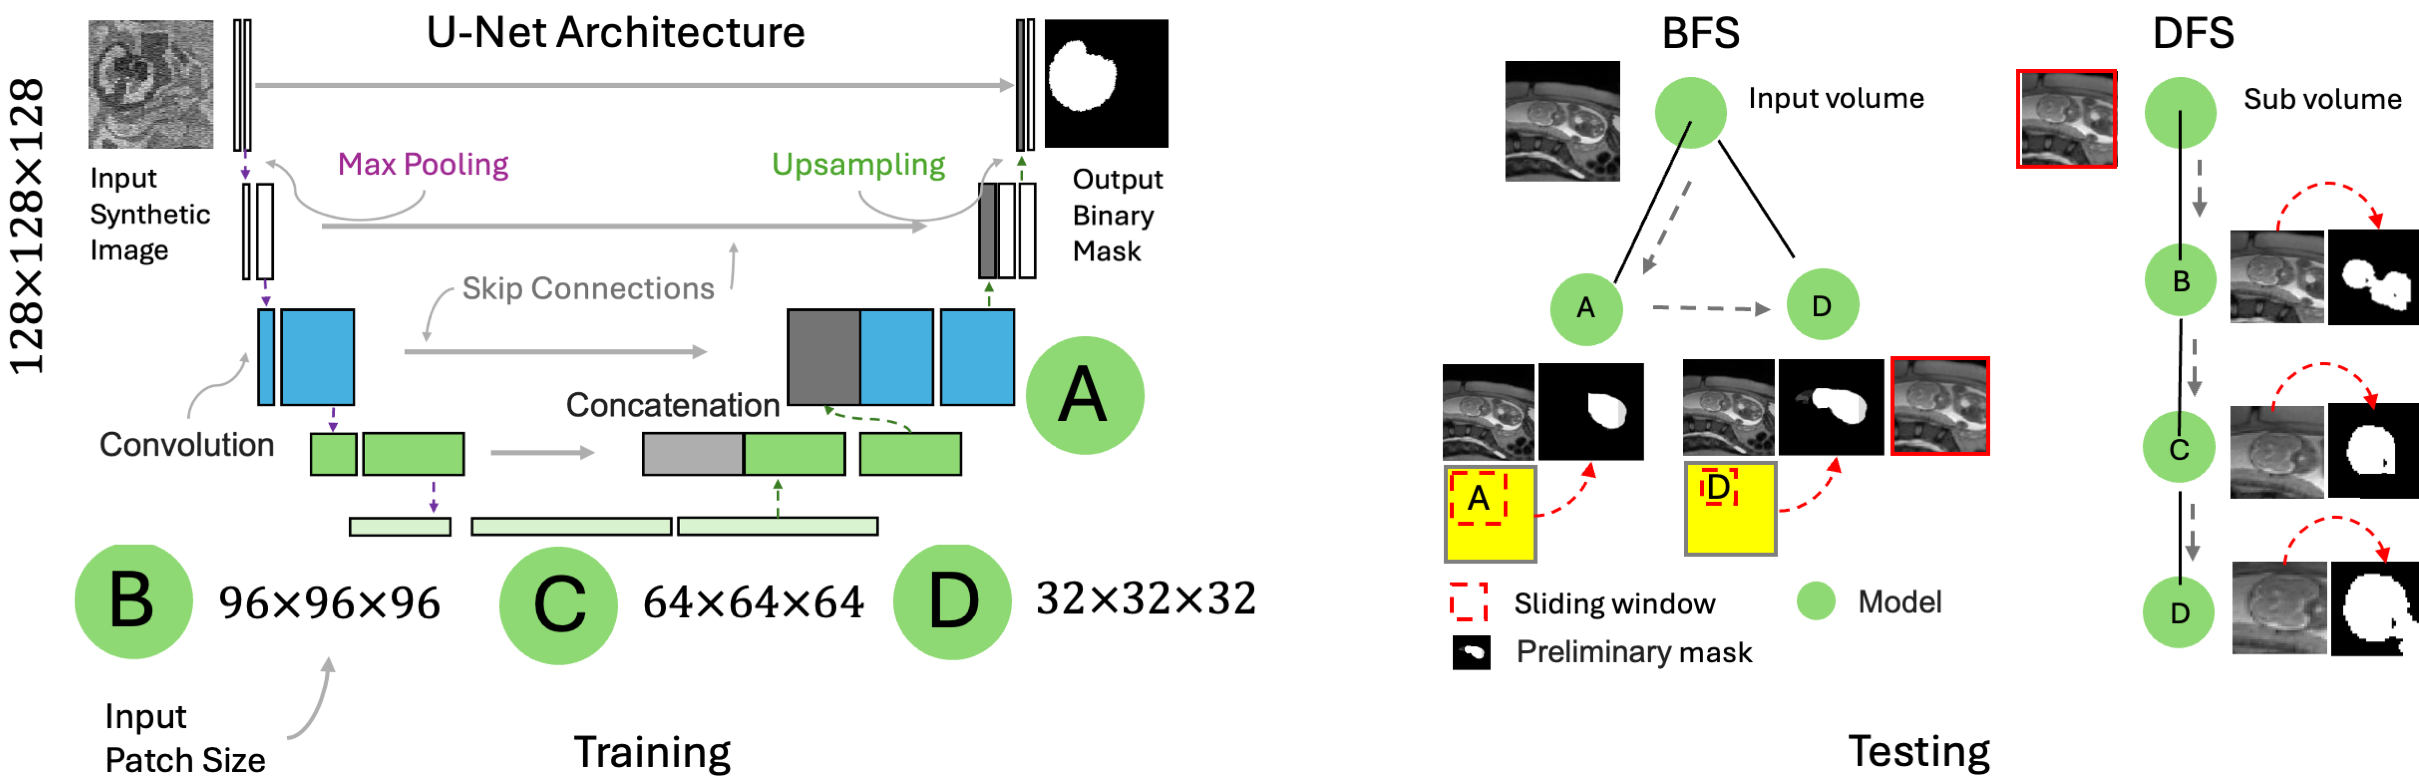 U-Net Architecture
128×128×128
Input
Synthetic
Image
Max Pooling
Upsampling
Output
Binary
Mask
Skip Connections
Convolution
Concatenation
A
B
96×96×96
C
64×64×64
D
32×32×32
Input
Patch Size
Training
BFS
Input volume
A
D
A
D
Sliding window
Model
Preliminary mask
DFS
Sub volume
B
C
D
Testing